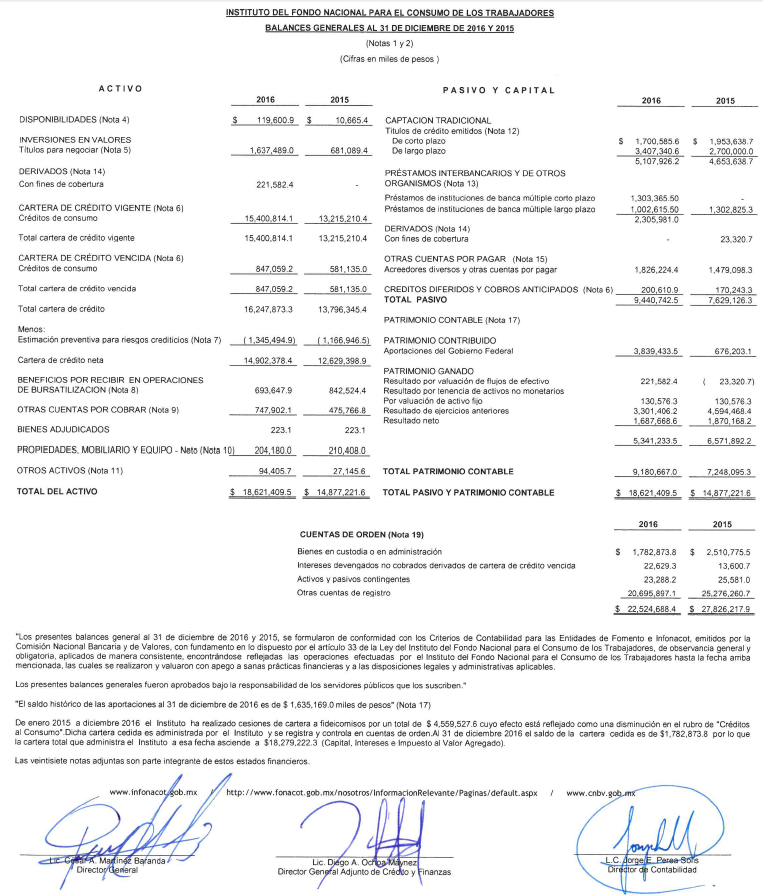 INSTITUTO DEL FONDO NACIONAL PARA EL CONSUMO DE LOS TRABAJADORES
BALANCES GENERALES AL 31 DE DICIEMBRE DE 2016 Y 2015
(Notas 1 y 2)
(Cifras en miles de pesos )
A C T I V O
2016 2015
DISPONIBILIDADES (Nota 4) $ 119,600.9 $ 10,665.4
INVERSIONES EN VALORES
Títulos para negociar (Nota 5) 1,637,489.0 681,089.4
DERIVADOS (Nota 14)
Con fines de cobertura 221,582.4 -
CARTERA DE CRÉDITO VIGENTE (Nota 6)
Créditos de consumo 15,400,814.1 13,215,210.4
Total cartera de crédito vigente 15,400,814.1 13,215,210.4
CARTERA DE CRÉDITO VENCIDA (Nota 6)
Créditos de consumo 847,059.2 581,135.0
Total cartera de crédito vencida 847,059.2 581,135.0
Total cartera de crédito 16,247,873.3 13,796,345.4
Menos:
Estimación preventiva para riesgos crediticios (Nota 7) ( 1,345,494.9) ( 1,166,946.5)
Cartera de crédito neta 14,902,378.4 12,629,398.9
BENEFICIOS POR RECIBIR EN OPERACIONES
DE BURSATILIZACION (Nota 8) 693,647.9 842,524.4
OTRAS CUENTAS POR COBRAR (Nota 9) 747,902.1 475,766.8
BIENES ADJUDICADOS 223.1 223.1
PROPIEDADES, MOBILIARIO Y EQUIPO - Neto (Nota 10) 204,180.0 210,408.0
OTROS ACTIVOS (Nota 11) 94,405.7 27,145.6
TOTAL DEL ACTIVO $ 18,621,409.5 $ 14,877,221.6
P A S I V O Y C A P I T A L
2016 2015
CAPTACION TRADICIONAL
Titulos de crédito emitidos (Nota 12)
De corto plazo $ 1,700,585.6 $ 1,953,638.7
De largo plazo 3,407,340.6 2,700,000.0
5,107,926.2 4,653,638.7
PRÉSTAMOS INTERBANCARIOS Y DE OTROS
ORGANISMOS (Nota 13)
Préstamos de instituciones de banca múltiple corto plazo 1,303,365.50 -
Préstamos de instituciones de banca múltiple largo plazo 1,002,615.50 1,302,825.3
2,305,981.0
DERIVADOS (Nota 14)
Con fines de cobertura - 23,320.7
OTRAS CUENTAS POR PAGAR (Nota 15)
Acreedores diversos y otras cuentas por pagar 1,826,224.4 1,479,098.3
CREDITOS DIFERIDOS Y COBROS ANTICIPADOS (Nota 6) 200,610.9 170,243.3
TOTAL PASIVO 9,440,742.5 7,629,126.3
PATRIMONIO CONTABLE (Nota 17)
PATRIMONIO CONTRIBUIDO
Aportaciones del Gobierno Federal 3,839,433.5 676,203.1
PATRIMONIO GANADO
Resultado por valuación de flujos de efectivo 221,582.4 ( 23,320.7)
Resultado por tenencia de activos no monetarios
Por valuación de activo fijo 130,576.3 130,576.3
Resultado de ejercicios anteriores 3,301,406.2 4,594,468.4
Resultado neto 1,687,668.6 1,870,168.2
5,341,233.5 6,571,892.2
TOTAL PATRIMONIO CONTABLE 9,180,667.0 7,248,095.3
TOTAL PASIVO Y PATRIMONIO CONTABLE $ 18,621,409.5 $ 14,877,221.6
2016 2015
CUENTAS DE ORDEN (Nota 19)
Bienes en custodia o en administración $ 1,782,873.8 $ 2,510,775.5
Intereses devengados no cobrados derivados de cartera de crédito vencida 22,629.3 13,600.7
Activos y pasivos contingentes 23,288.2 25,581.0
Otras cuentas de registro 20,695,897.1 25,276,260.7
$ 22,524,688.4 $ 27,826,217.9
"Los presentes balances general al 31 de diciembre de 2016 y 2015, se formularon de conformidad con los Criterios de Contabilidad para las Entidades de Fomento e Infonacot, emitidos por la
Comisión Nacional Bancaria y de Valores, con fundamento en lo dispuesto por el artículo 33 de la Ley del Instituto del Fondo Nacional para el Consumo de los Trabajadores, de observancia general y
obligatoria, aplicados de manera consistente, encontrándose reflejadas las operaciones efectuadas por el Instituto del Fondo Nacional para el Consumo de los Trabajadores hasta la fecha arriba
mencionada, las cuales se realizaron y valuaron con apego a sanas prácticas financieras y a las disposiciones legales y administrativas aplicables.
Los presentes balances generales fueron aprobados bajo la responsabilidad de los servidores públicos que los suscriben."
"El saldo histórico de las aportaciones al 31 de diciembre de 2016 es de $ 1,635,169.0 miles de pesos" (Nota 17)
De enero 2015 a diciembre 2016 el Instituto ha realizado cesiones de cartera a fideicomisos por un total de $ 4,559,527.6 cuyo efecto está reflejado como una disminución en el rubro de "Créditos
al Consumo".Dicha cartera cedida es administrada por el Instituto y se registra y controla en cuentas de orden.Al 31 de diciembre 2016 el saldo de la cartera cedida es de $1,782,873.8 por lo que
la cartera total que administra el Instituto a esa fecha asciende a $18,279,222.3 (Capital, Intereses e Impuesto al Valor Agregado).
Las veintisiete notas adjuntas son parte integrante de estos estados financieros.
www.infonacot.gob.mx / http://www.fonacot.gob.mx/nosotros/InformacionRelevante/Paginas/default.aspx / www.cnbv.gob.mx
Lic. César A. Martínez Baranda
Director General
Lic. Diego A. Ochoa Máynez
Director General Adjunto de Crédito y Finanzas
L.C. Jorge E. Perea Solís
Director de Contabilidad